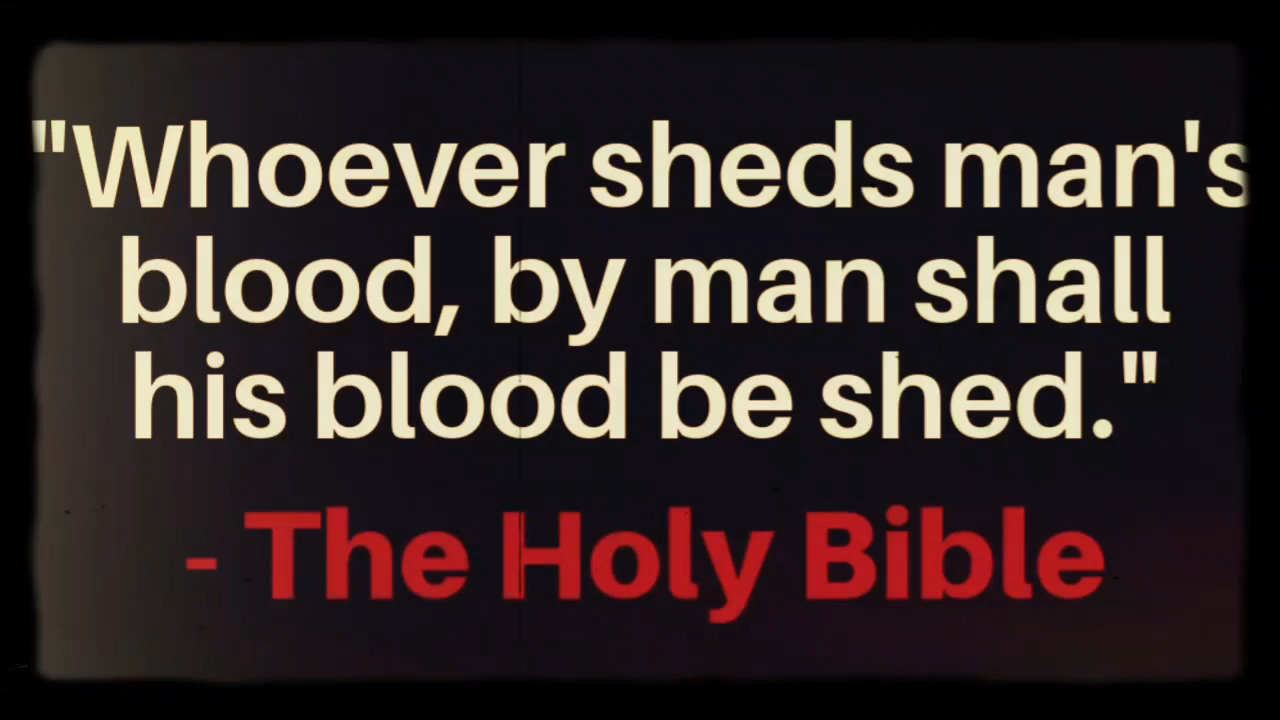 "Whoever sheds man's
blood, by man shall
his blood be shed."
- The Holy Bible